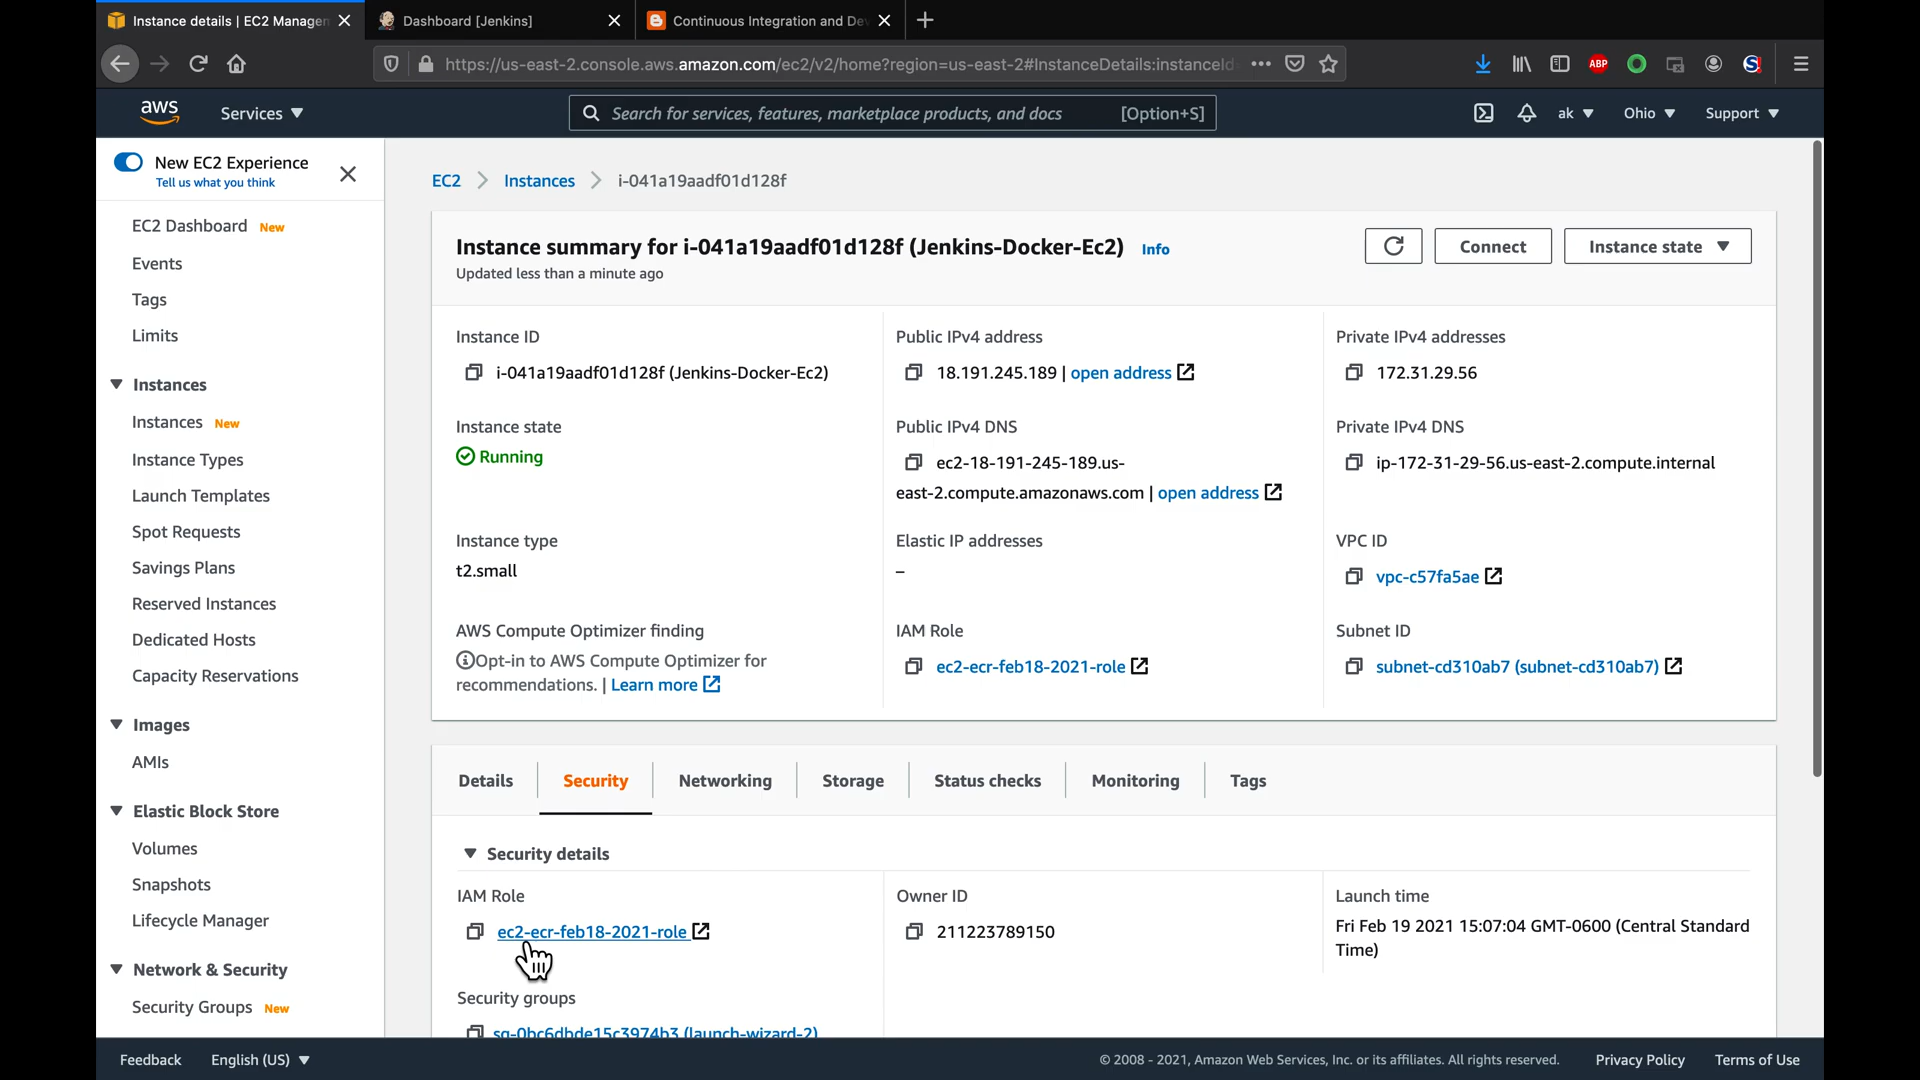 Instance details | EC2 Manager
Dashboard [Jenkins]
Continuous Integration and De
https://us-east-2.console.aws.amazon.com/ec2/v2/home?region=us-east-2#InstanceDetails:instanceId
ABP
aws
Services
Search for services, features, marketplace products, and docs
[Option+S]
ak
Ohio
Support
New EC2 Experience
Tell us what you think
EC2 Dashboard New
Events
Tags
Limits
Instances
Instances New
Instance Types
Launch Templates
Spot Requests
Savings Plans
Reserved Instances
Dedicated Hosts
Capacity Reservations
Images
AMIs
Elastic Block Store
Volumes
Snapshots
Lifecycle Manager
Network & Security
Security Groups New
EC2 > Instances > i-041a19aadf01d128f
Instance summary for i-041a19aadf01d128f (Jenkins-Docker-Ec2) Info
Updated less than a minute ago
Connect
Instance state
Instance ID
i-041a19aadf01d128f (Jenkins-Docker-Ec2)
Public IPv4 address
18.191.245.189 | open address
Private IPv4 addresses
172.31.29.56
Instance state
Running
Public IPv4 DNS
ec2-18-191-245-189.us-
east-2.compute.amazonaws.com | open address
Private IPv4 DNS
ip-172-31-29-56.us-east-2.compute.internal
Instance type
t2.small
Elastic IP addresses
–
VPC ID
vpc-c57fa5ae
AWS Compute Optimizer finding
Opt-in to AWS Compute Optimizer for
recommendations. | Learn more
IAM Role
ec2-ecr-feb18-2021-role
Subnet ID
subnet-cd310ab7 (subnet-cd310ab7)
Details
Security
Networking
Storage
Status checks
Monitoring
Tags
Security details
IAM Role
ec2-ecr-feb18-2021-role
Owner ID
211223789150
Launch time
Fri Feb 19 2021 15:07:04 GMT-0600 (Central Standard
Time)
Security groups
sg-0bc6dbde15c3974b3 (launch-wizard-2)
Feedback
English (US)
© 2008 - 2021, Amazon Web Services, Inc. or its affiliates. All rights reserved.
Privacy Policy
Terms of Use